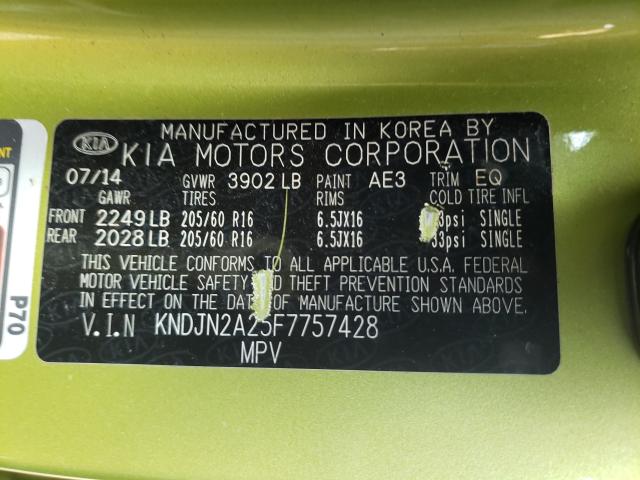 MANUFACTURED IN KOREA BY
KIA KIA MOTORS CORPORATION
07/14 GVWR 3902 LB PAINT AE3 TRIM EQ
GAWR TIRES RIMS COLD TIRE INFL
FRONT 2249 LB 205/60 R16 6.5JX16 SINGLE
REAR 2028 LB 205/60 R16 6.5JX16 33psi SINGLE
THIS VEHICLE CONFORMS TO ALL APPLICABLE U.S.A. FEDERAL
MOTOR VEHICLE SAFETY THEFT PREVENTION STANDARDS
IN EFFECT ON THE DATE OF MANUFACTURE SHOWN ABOVE.
V.I.N KNDJN2A25F7757428
MPV
P70